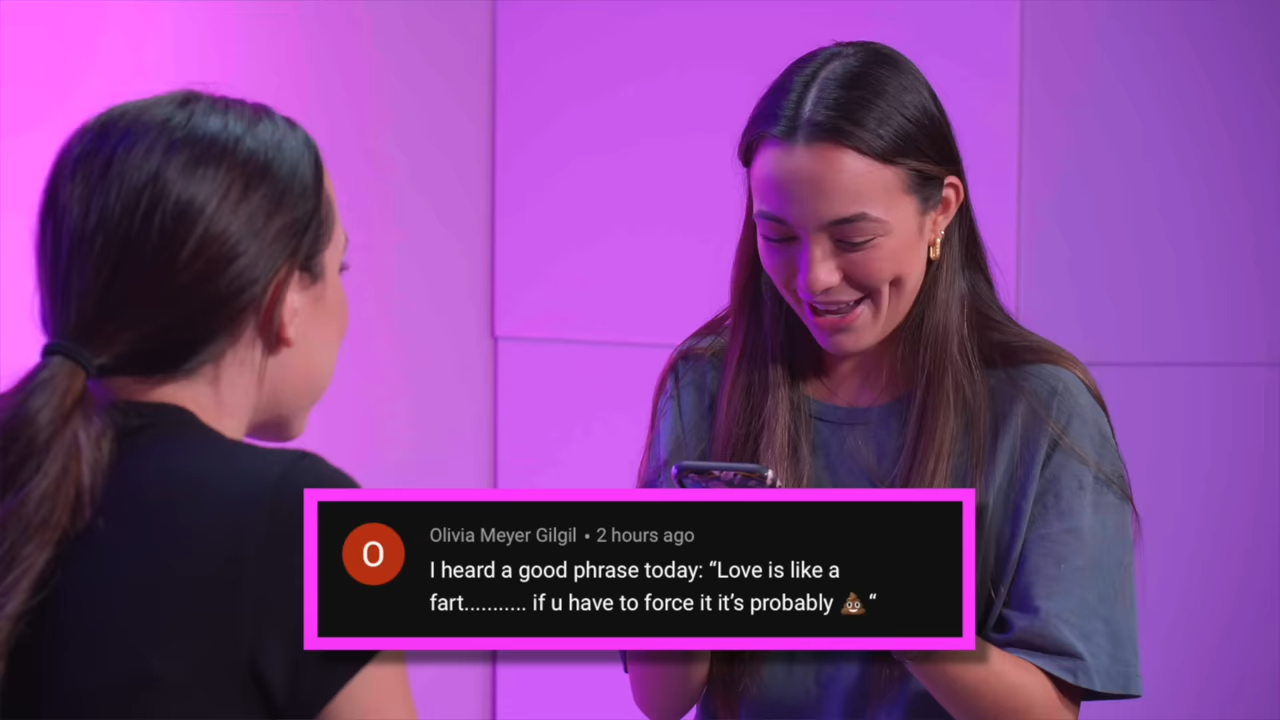 O
Olivia Meyer Gilgil • 2 hours ago
I heard a good phrase today: “Love is like a
fart........... if u have to force it it’s probably 💩 “